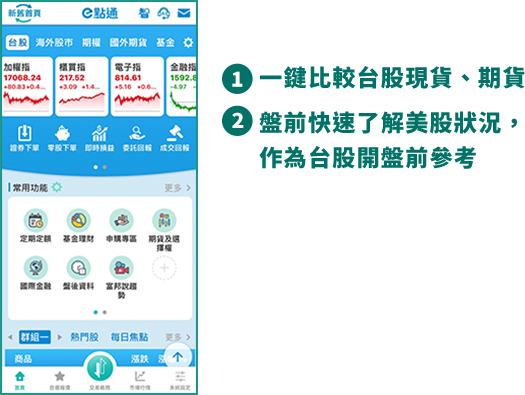 新舊首頁
e點通
台股 海外股市 期權 國外期貨 基金
加權指 櫃買指 電子指 金融指
17068.24 217.52 814.61 1592.8
+80.83+0.4... +3.09 +1.4... +5.16 +0.6... -4.97
證券下單 零股下單 即時損益 委託回報 成交回報
常用功能 更多
定期定額 基金理財 申購專區 期貨及選擇權
國際金融 盤後資料 富邦說趨勢
群組一 熱門股 每日焦點 更多
商品 漲跌
首頁 自選報價 交易帳務 市場行情 系統設定
1 一鍵比較台股現貨、期貨
2 盤前快速了解美股狀況，
作為台股開盤前參考